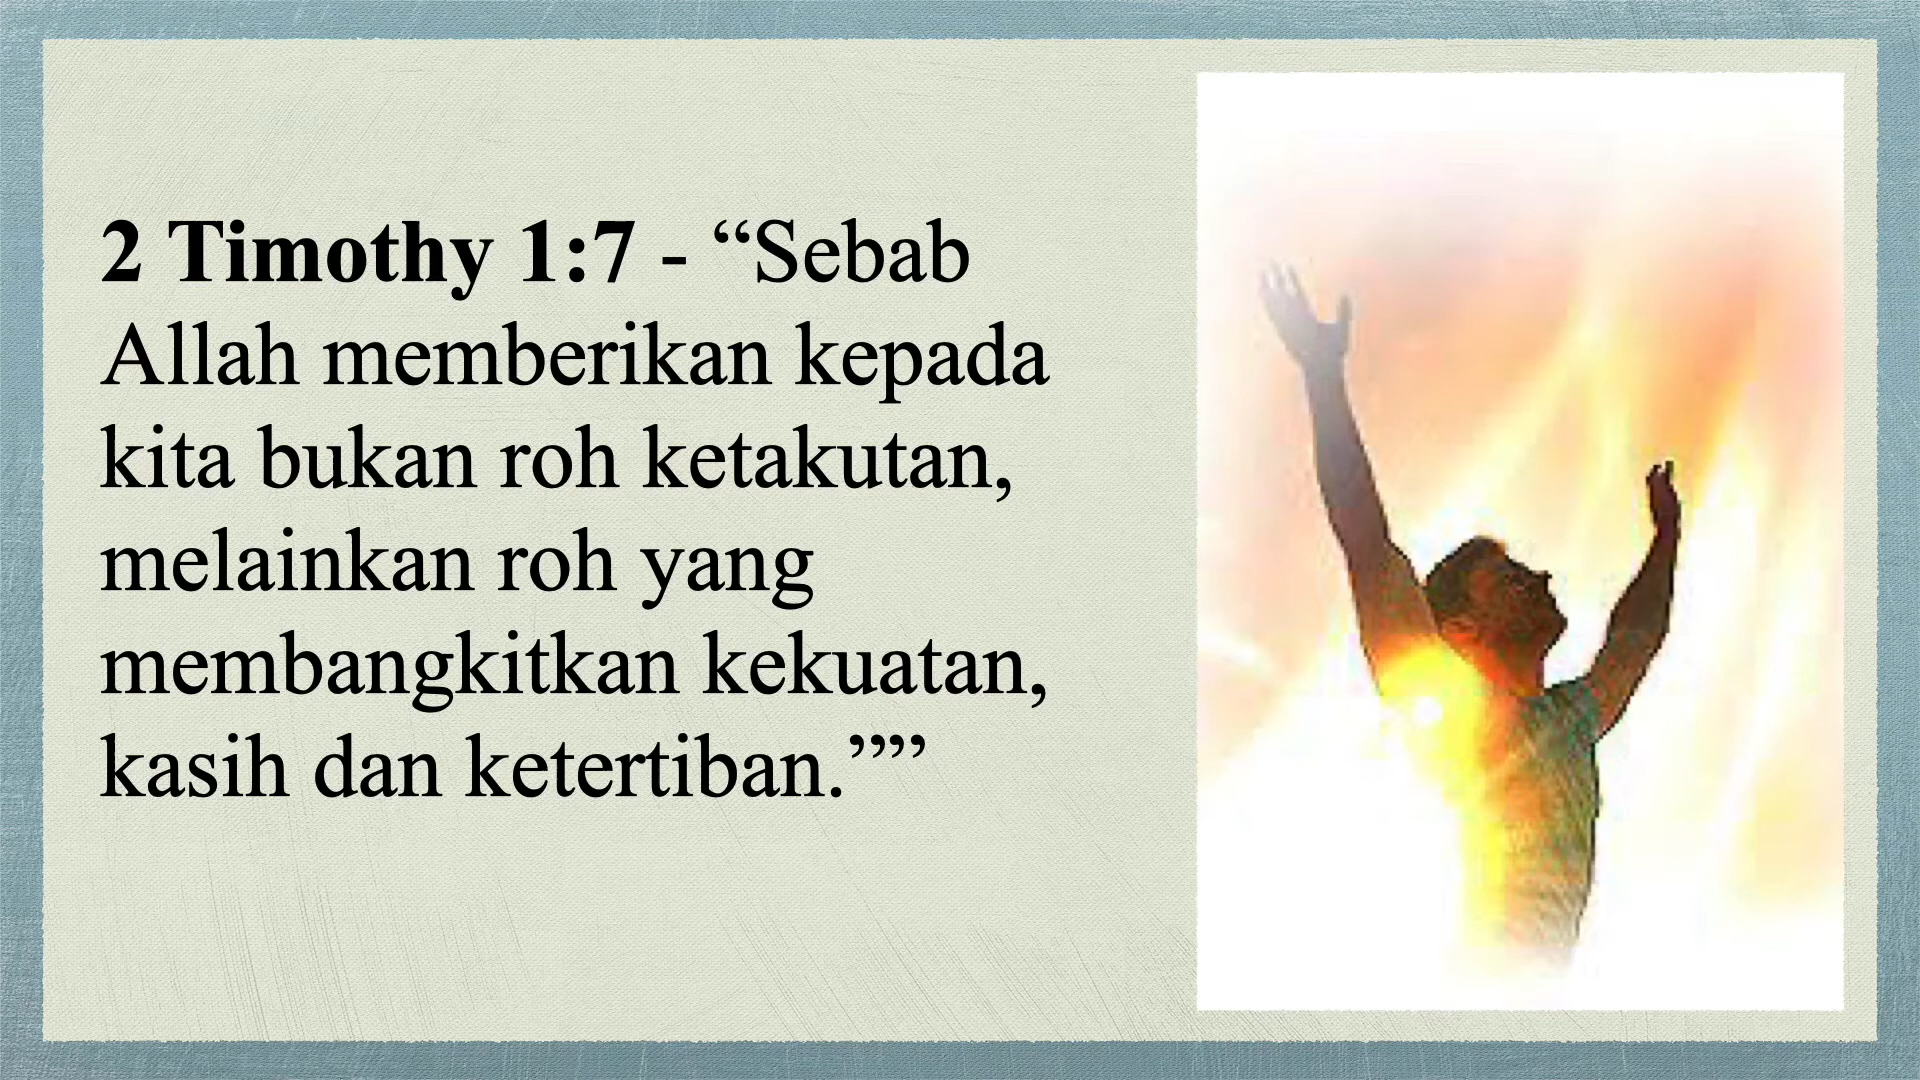 2 Timothy 1:7 - “Sebab
Allah memberikan kepada
kita bukan roh ketakutan,
melainkan roh yang
membangkitkan kekuatan,
kasih dan ketertiban.””